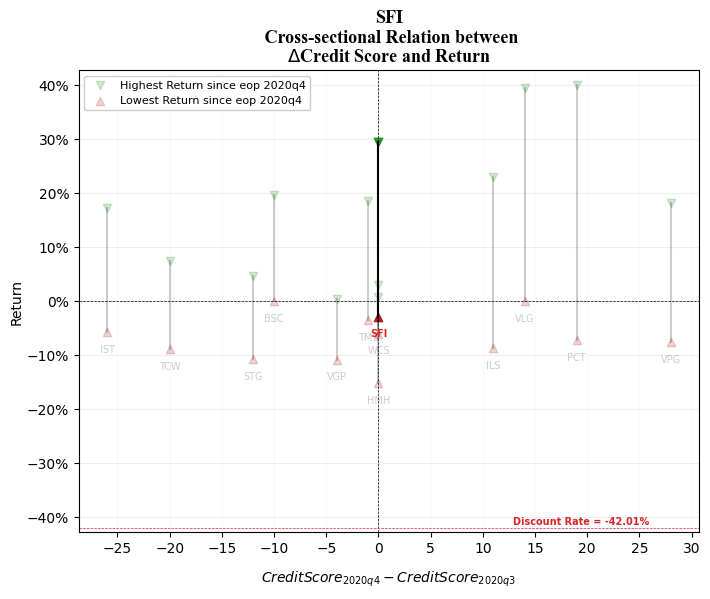 SFI
Cross-sectional Relation between
ΔCredit Score and Return
Highest Return since eop 2020q4
Lowest Return since eop 2020q4
Return
40%
30%
20%
10%
0%
−10%
−20%
−30%
−40%
IST
TCW
STG
BSC
VGP
SFI
WCS
HMH
ILS
VLG
PCT
VPG
Discount Rate = -42.01%
−25
−20
−15
−10
−5
0
5
10
15
20
25
30
CreditScore2020q4 − CreditScore2020q3